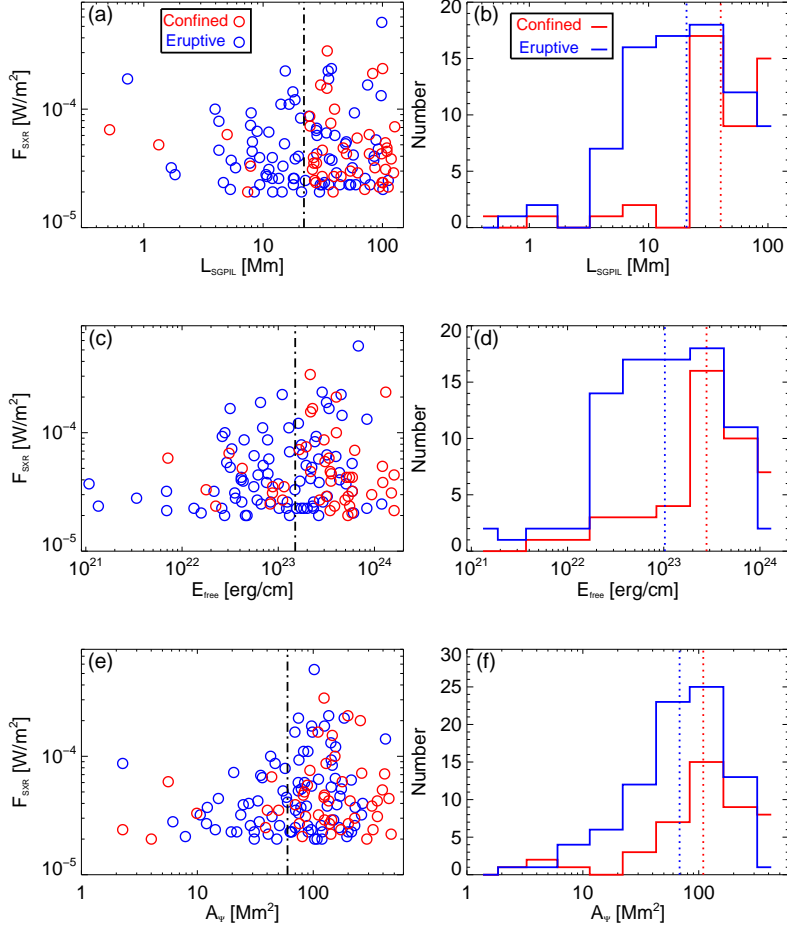 (a)
Confined
Eruptive
10⁻⁴
10⁻⁵
F_SXR [W/m²]
1 10 100
L_SGPIL [Mm]
(b)
Confined
Eruptive
20
15
10
5
0
Number
1 10 100
L_SGPIL [Mm]
(c)
10⁻⁴
10⁻⁵
F_SXR [W/m²]
10²¹ 10²² 10²³ 10²⁴
E_free [erg/cm]
(d)
20
15
10
5
0
Number
10²¹ 10²² 10²³ 10²⁴
E_free [erg/cm]
(e)
10⁻⁴
10⁻⁵
F_SXR [W/m²]
1 10 100
A_Ψ [Mm²]
(f)
30
25
20
15
10
5
0
Number
1 10 100
A_Ψ [Mm²]